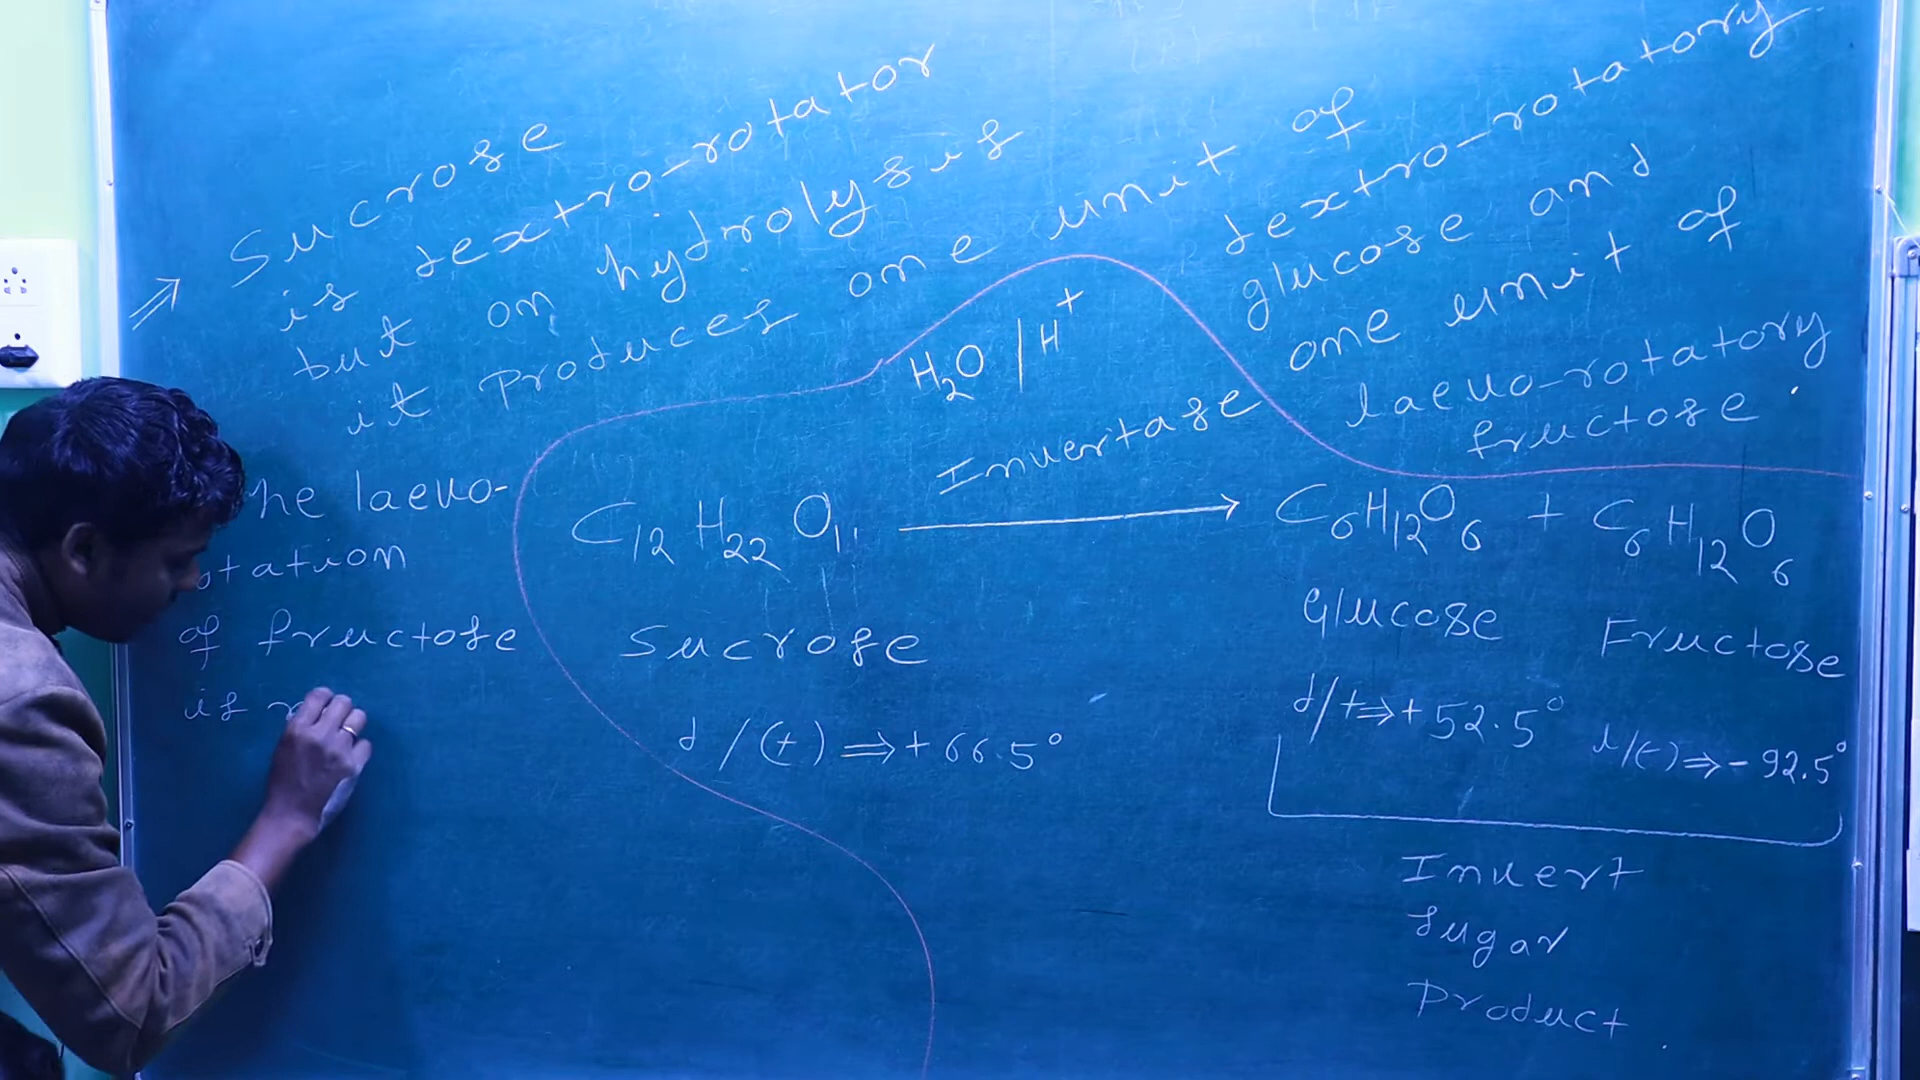 ⇒ Sucrose
is dextro-rotator
but on hydrolysis
it produces one unit of
dextro-rotatory
glucose and
one unit of
laevo-rotatory
fructose.
he laevo-
otation
of fructose
is
H₂O / H⁺
Invertase
C₁₂ H₂₂ O₁₁ → C₆H₁₂O₆ + C₆H₁₂O₆
Sucrose Glucose Fructose
d/(+) ⇒ +66.5° d/+ ⇒ +52.5° l/(-) ⇒ -92.5°
Invert
Sugar
Product